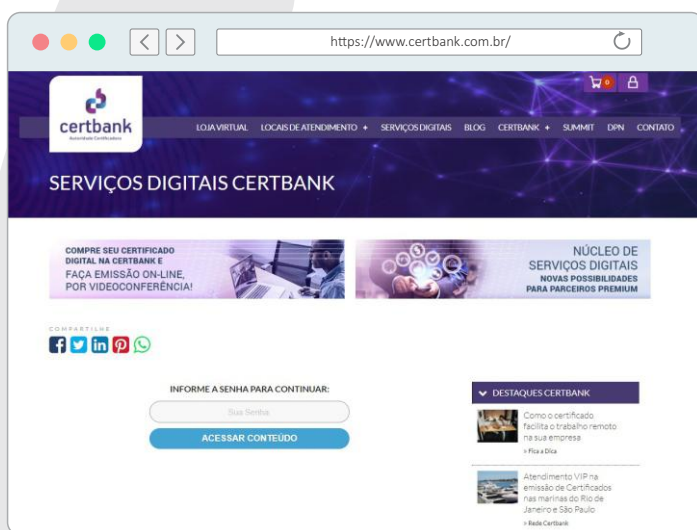 https://www.certbank.com.br/
0
certbank
Autoridade Certificadora
LOJA VIRTUAL LOCAIS DE ATENDIMENTO + SERVIÇOS DIGITAIS BLOG CERTBANK + SUMMIT DPN CONTATO
SERVIÇOS DIGITAIS CERTBANK
COMPRE SEU CERTIFICADO
DIGITAL NA CERTBANK E
FAÇA EMISSÃO ON-LINE,
POR VIDEOCONFERÊNCIA!
NÚCLEO DE
SERVIÇOS DIGITAIS
NOVAS POSSIBILIDADES
PARA PARCEIROS PREMIUM
COMPARTILHE
INFORME A SENHA PARA CONTINUAR:
Sua Senha
ACESSAR CONTEÚDO
DESTAQUES CERTBANK
Como o certificado
facilita o trabalho remoto
na sua empresa
» Fica a Dica
Atendimento VIP na
emissão de Certificados
nas marinas do Rio de
Janeiro e São Paulo
» Rede Certbank